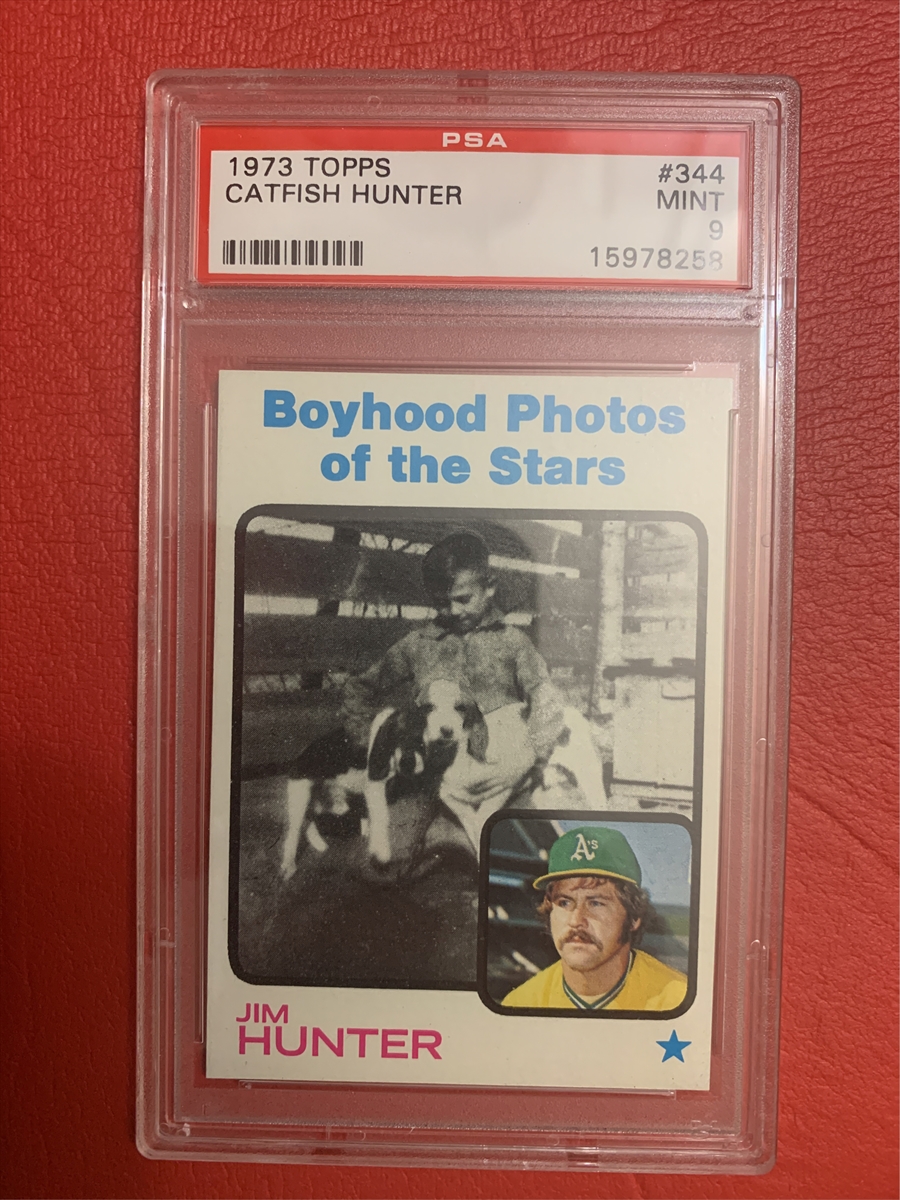 PSA
1973 TOPPS #344
CATFISH HUNTER MINT
9
15978258
Boyhood Photos
of the Stars
A's
JIM
HUNTER